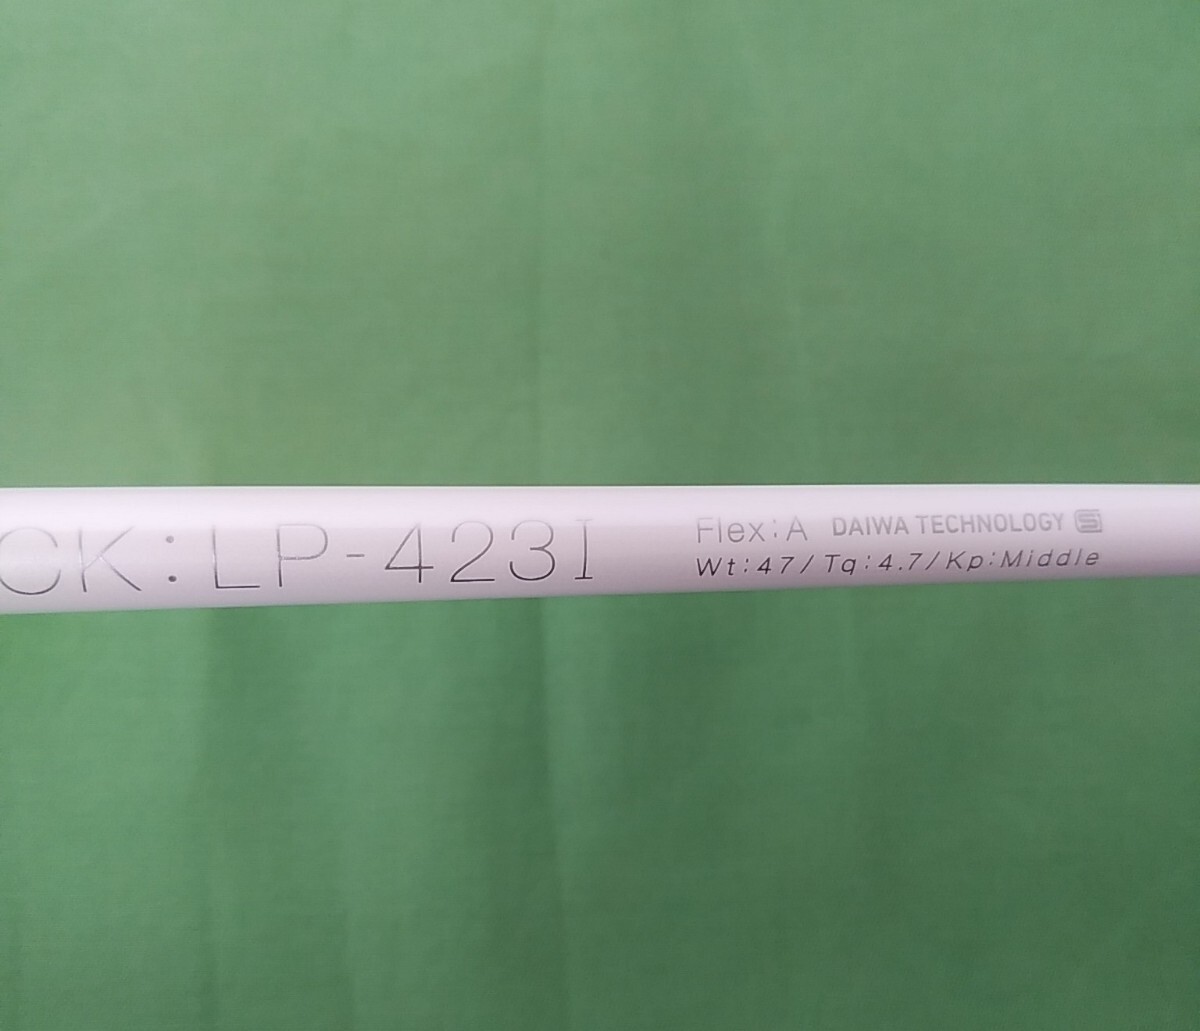 CK:LP-423I
Flex:A DAIWA TECHNOLOGY
Wt:47/Tq:4.7/Kp:Middle